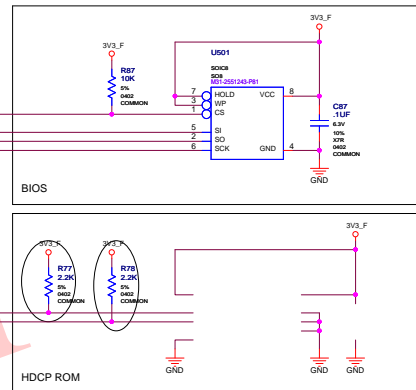 3V3_F
3V3_F
R87
10K
5%
0402
COMMON
U501
SOIC8
SO8
M31-2551243-P81
7
3
1
HOLD
WP
CS
VCC
8
5
2
6
SI
SO
SCK
GND
4
C87
.1UF
6.3V
10%
X7R
0402
COMMON
GND
BIOS
3V3_F
3V3_F
3V3_F
R77
2.2K
5%
0402
COMMON
R78
2.2K
5%
0402
COMMON
GND
GND
GND
HDCP ROM